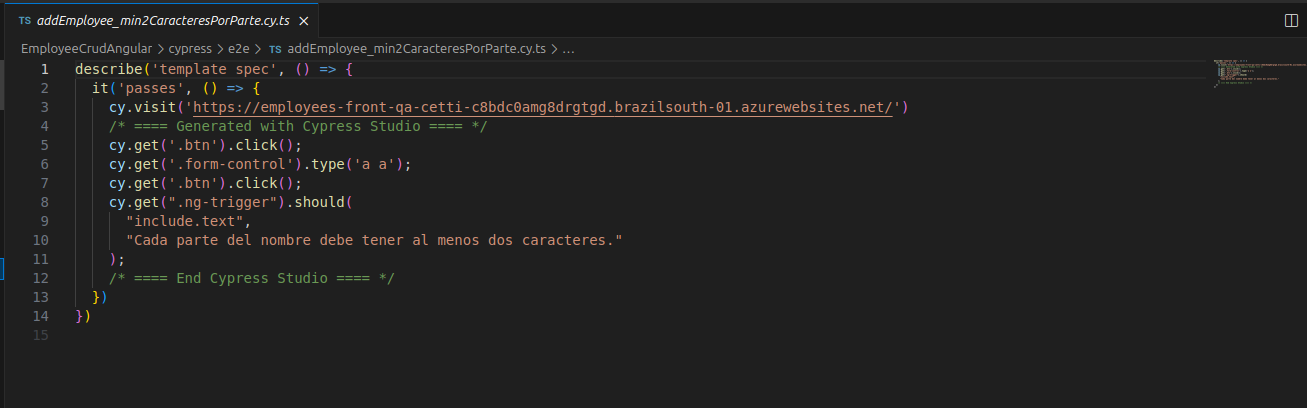 TS addEmployee_min2CaracteresPorParte.cy.ts ×
EmployeeCrudAngular > cypress > e2e > TS addEmployee_min2CaracteresPorParte.cy.ts > ...
1 describe('template spec', () => {
2 it('passes', () => {
3 cy.visit('https://employees-front-qa-cetti-c8bdc0amg8drgtgd.brazilsouth-01.azurewebsites.net/')
4 /* ==== Generated with Cypress Studio ==== */
5 cy.get('.btn').click();
6 cy.get('.form-control').type('a a');
7 cy.get('.btn').click();
8 cy.get(".ng-trigger").should(
9 "include.text",
10 "Cada parte del nombre debe tener al menos dos caracteres."
11 );
12 /* ==== End Cypress Studio ==== */
13 })
14 })
15